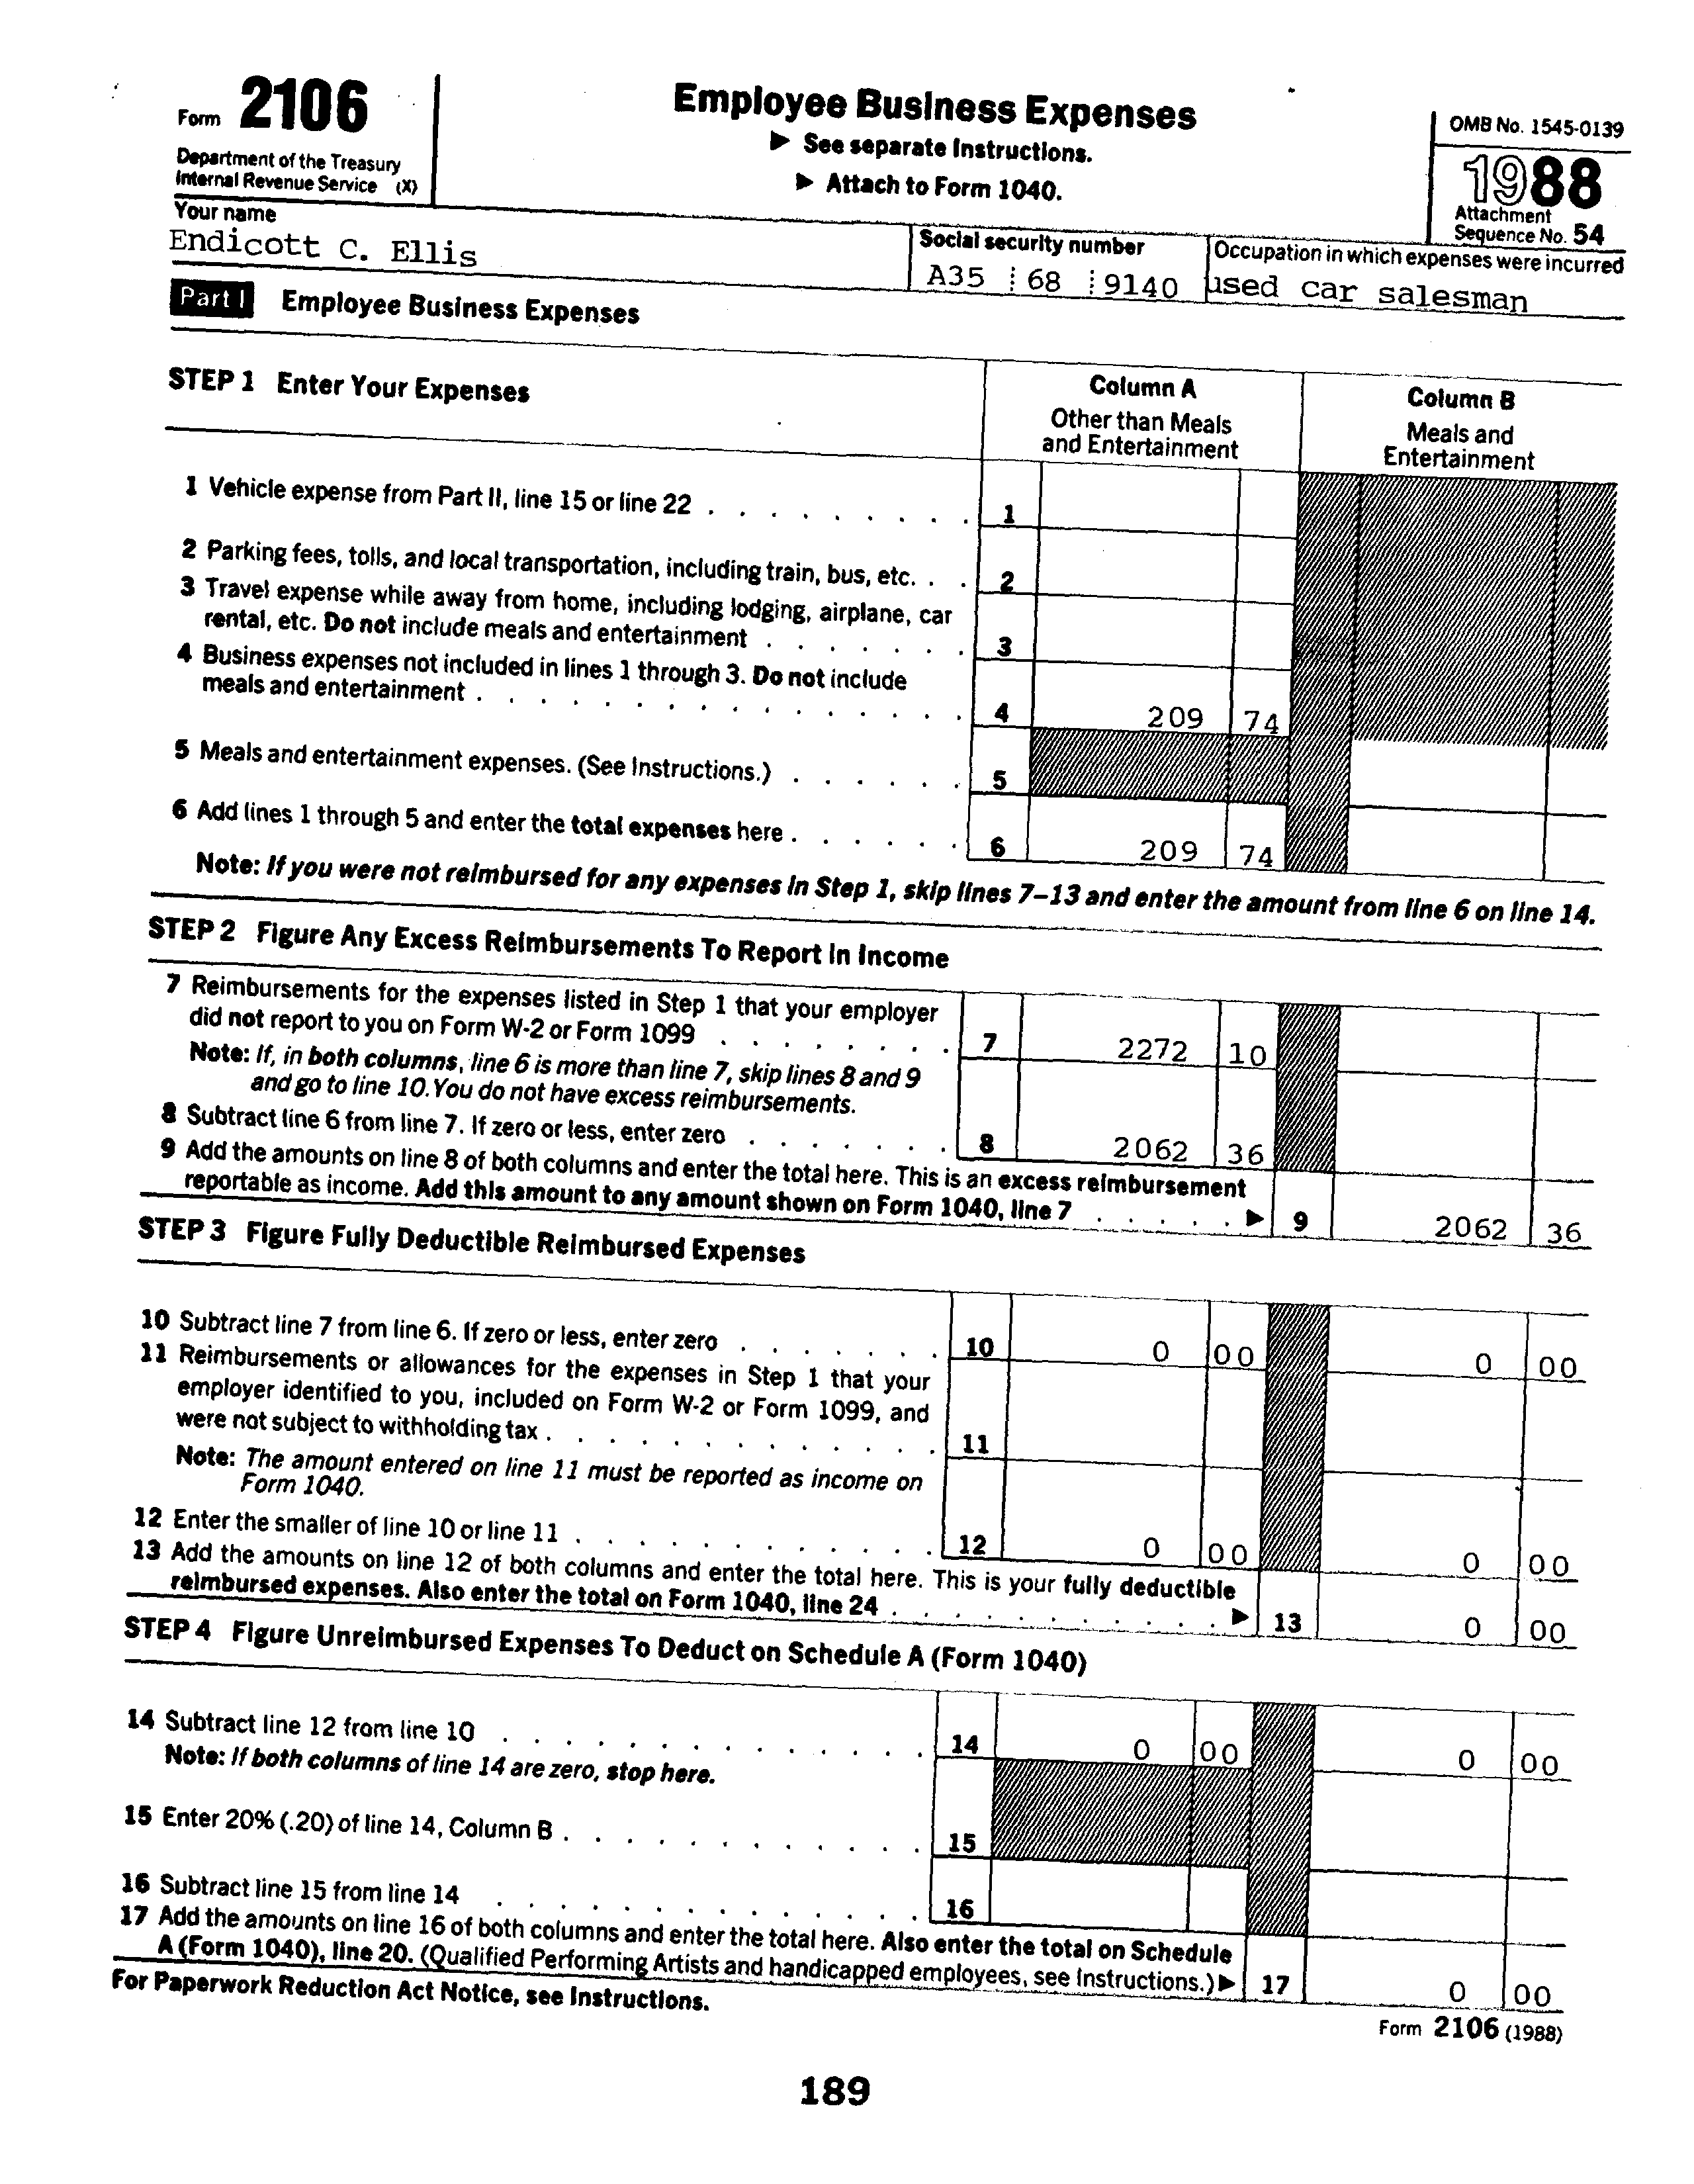 Form 2106
Department of the Treasury
Internal Revenue Service (X)
Employee Business Expenses
▶ See separate Instructions.
▶ Attach to Form 1040.
OMB No. 1545-0139
1988
Attachment
Sequence No. 54
Your name
Endicott C. Ellis
Social security number
A35 68 9140
Occupation in which expenses were incurred
used car salesman
Part I Employee Business Expenses
STEP 1 Enter Your Expenses
Column A
Other than Meals
and Entertainment
Column B
Meals and
Entertainment
1 Vehicle expense from Part II, line 15 or line 22 . . . . . . . . . 1
2 Parking fees, tolls, and local transportation, including train, bus, etc. . . 2
3 Travel expense while away from home, including lodging, airplane, car
rental, etc. Do not include meals and entertainment . . . . . . . 3
4 Business expenses not included in lines 1 through 3. Do not include
meals and entertainment . . . . . . . . . . . . . . . 4 209 74
5 Meals and entertainment expenses. (See Instructions.) . . . . . . 5
6 Add lines 1 through 5 and enter the total expenses here . . . . . . 6 209 74
Note: If you were not reimbursed for any expenses in Step 1, skip lines 7–13 and enter the amount from line 6 on line 14.
STEP 2 Figure Any Excess Reimbursements To Report In Income
7 Reimbursements for the expenses listed in Step 1 that your employer
did not report to you on Form W-2 or Form 1099 . . . . . . . . 7 2272 10
Note: If, in both columns, line 6 is more than line 7, skip lines 8 and 9
and go to line 10. You do not have excess reimbursements.
8 Subtract line 6 from line 7. If zero or less, enter zero . . . . . . . 8 2062 36
9 Add the amounts on line 8 of both columns and enter the total here. This is an excess reimbursement
reportable as income. Add this amount to any amount shown on Form 1040, line 7 . . . . . ▶ 9 2062 36
STEP 3 Figure Fully Deductible Reimbursed Expenses
10 Subtract line 7 from line 6. If zero or less, enter zero . . . . . . . 10 0 00 0 00
11 Reimbursements or allowances for the expenses in Step 1 that your
employer identified to you, included on Form W-2 or Form 1099, and
were not subject to withholding tax . . . . . . . . . . . . . 11
Note: The amount entered on line 11 must be reported as income on
Form 1040.
12 Enter the smaller of line 10 or line 11 . . . . . . . . . . . . 12 0 00 0 00
13 Add the amounts on line 12 of both columns and enter the total here. This is your fully deductible
reimbursed expenses. Also enter the total on Form 1040, line 24 . . . . . . . . . . . ▶ 13 0 00
STEP 4 Figure Unreimbursed Expenses To Deduct on Schedule A (Form 1040)
14 Subtract line 12 from line 10 . . . . . . . . . . . . . . 14 0 00 0 00
Note: If both columns of line 14 are zero, stop here.
15 Enter 20% (.20) of line 14, Column B . . . . . . . . . . . . 15
16 Subtract line 15 from line 14 . . . . . . . . . . . . . . 16
17 Add the amounts on line 16 of both columns and enter the total here. Also enter the total on Schedule
A (Form 1040), line 20. (Qualified Performing Artists and handicapped employees, see Instructions.) ▶ 17 0 00
For Paperwork Reduction Act Notice, see Instructions.
Form 2106 (1988)
189